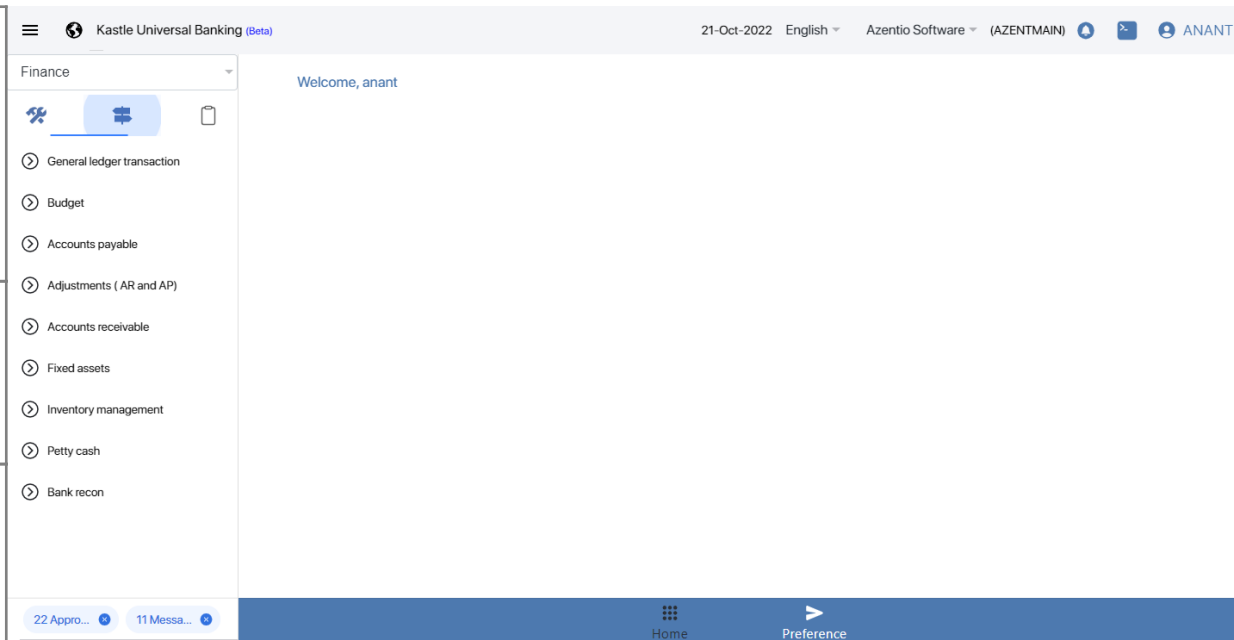 Kastle Universal Banking (Beta) 21-Oct-2022 English Azentio Software (AZENTMAIN) ANANT
Finance
Welcome, anant
General ledger transaction
Budget
Accounts payable
Adjustments ( AR and AP)
Accounts receivable
Fixed assets
Inventory management
Petty cash
Bank recon
22 Appro... 11 Messa...
Home Preference